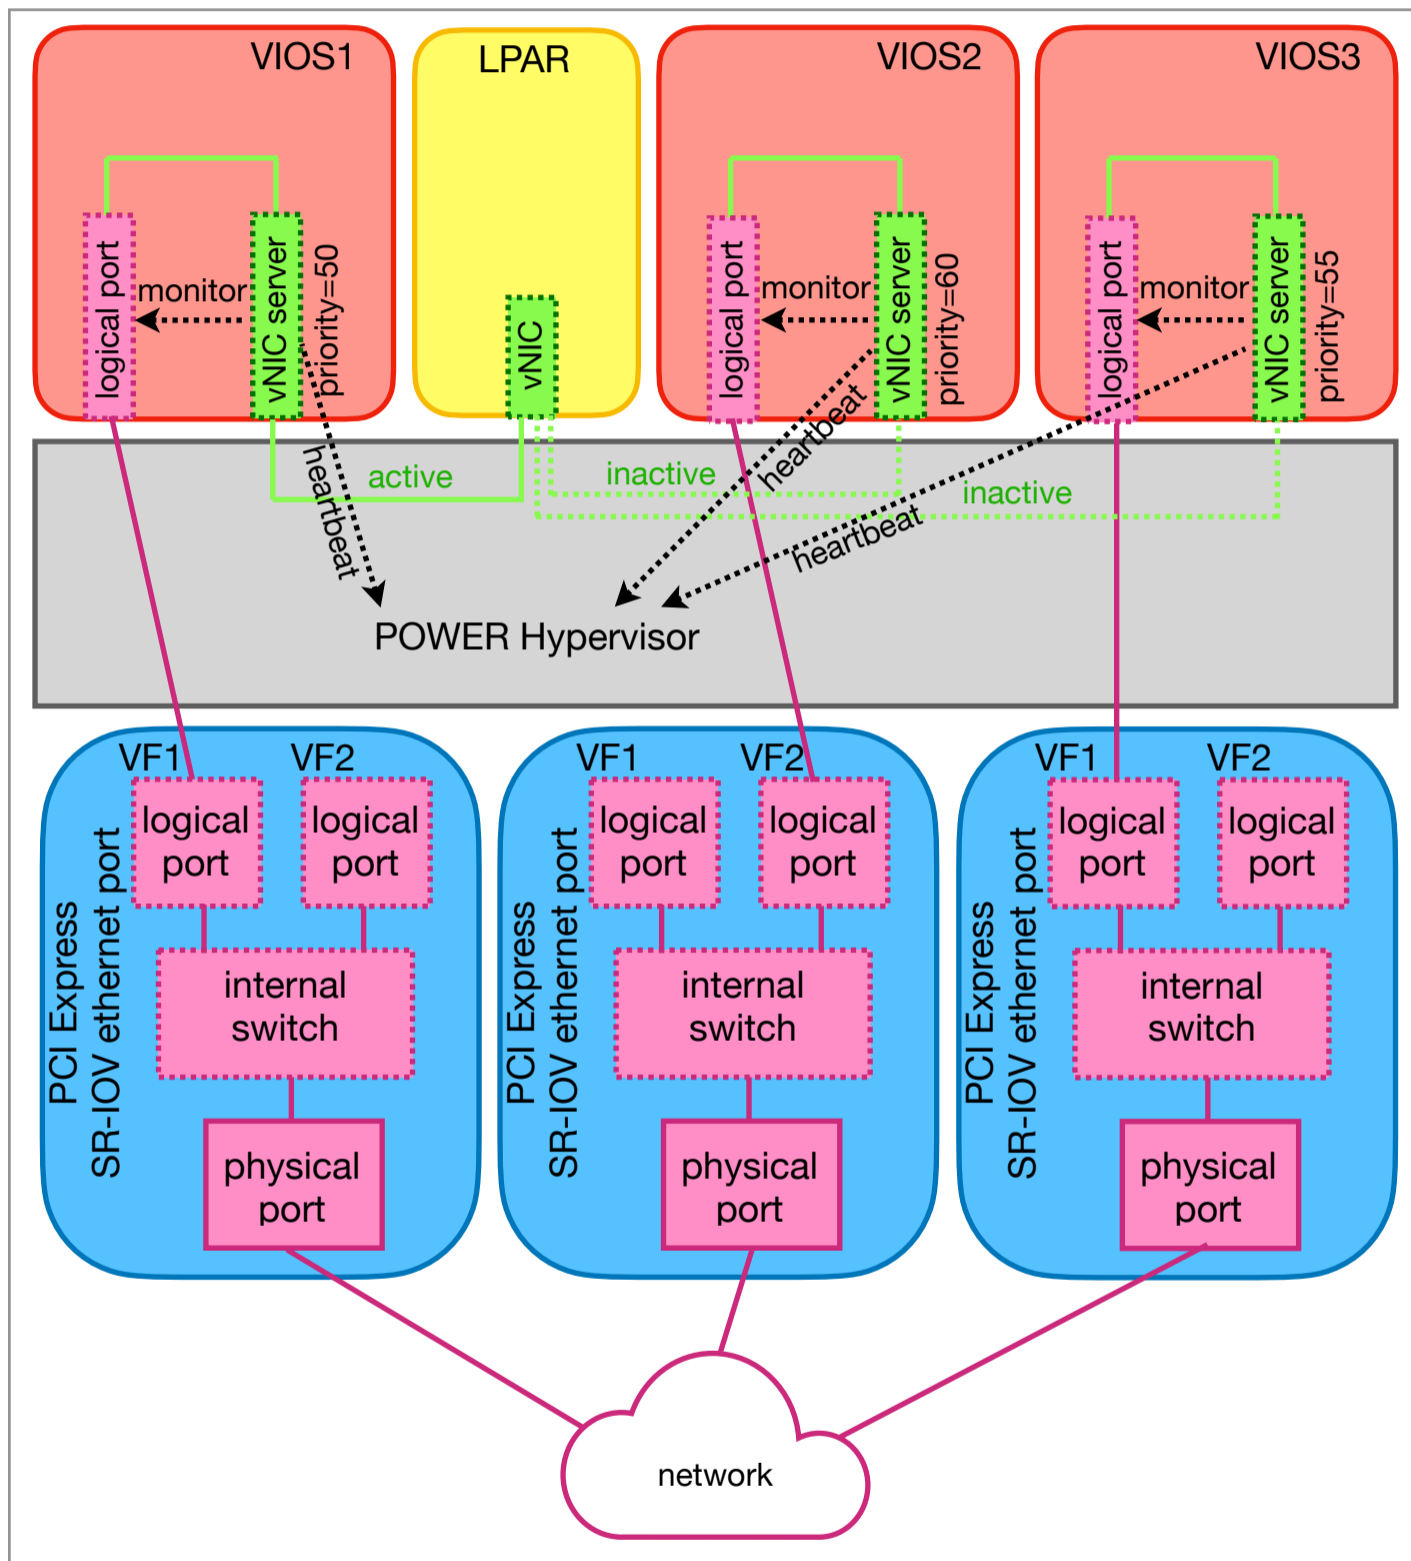 VIOS1
LPAR
VIOS2
VIOS3
logical port
monitor
vNIC server
priority=50
vNIC
logical port
monitor
vNIC server
priority=60
logical port
monitor
vNIC server
priority=55
heartbeat
active
inactive
heartbeat
inactive
heartbeat
POWER Hypervisor
PCI Express
SR-IOV ethernet port
VF1
VF2
logical
port
logical
port
internal
switch
physical
port
PCI Express
SR-IOV ethernet port
VF1
VF2
logical
port
logical
port
internal
switch
physical
port
PCI Express
SR-IOV ethernet port
VF1
VF2
logical
port
logical
port
internal
switch
physical
port
network